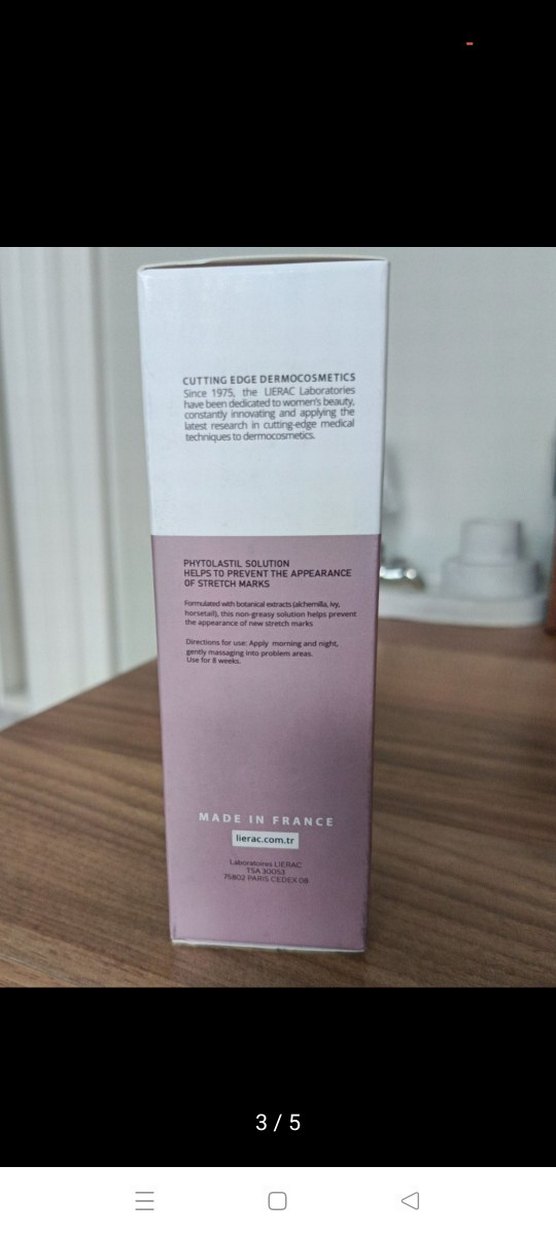 CUTTING EDGE DERMOCOSMETICS
Since 1975, the LIERAC Laboratories
have been dedicated to women's beauty,
constantly innovating and applying the
latest research in cutting-edge medical
techniques to dermocosmetics.
PHYTOLASTIL SOLUTION
HELPS TO PREVENT THE APPEARANCE
OF STRETCH MARKS
Formulated with botanical extracts (alchemilla, ivy,
horsetail), this non-greasy solution helps prevent
the appearance of new stretch marks
Directions for use: Apply morning and night,
gently massaging into problem areas.
Use for 8 weeks.
MADE IN FRANCE
lierac.com.tr
Laboratoires LIERAC
TSA 30053
75802 PARIS CEDEX 08
3 / 5